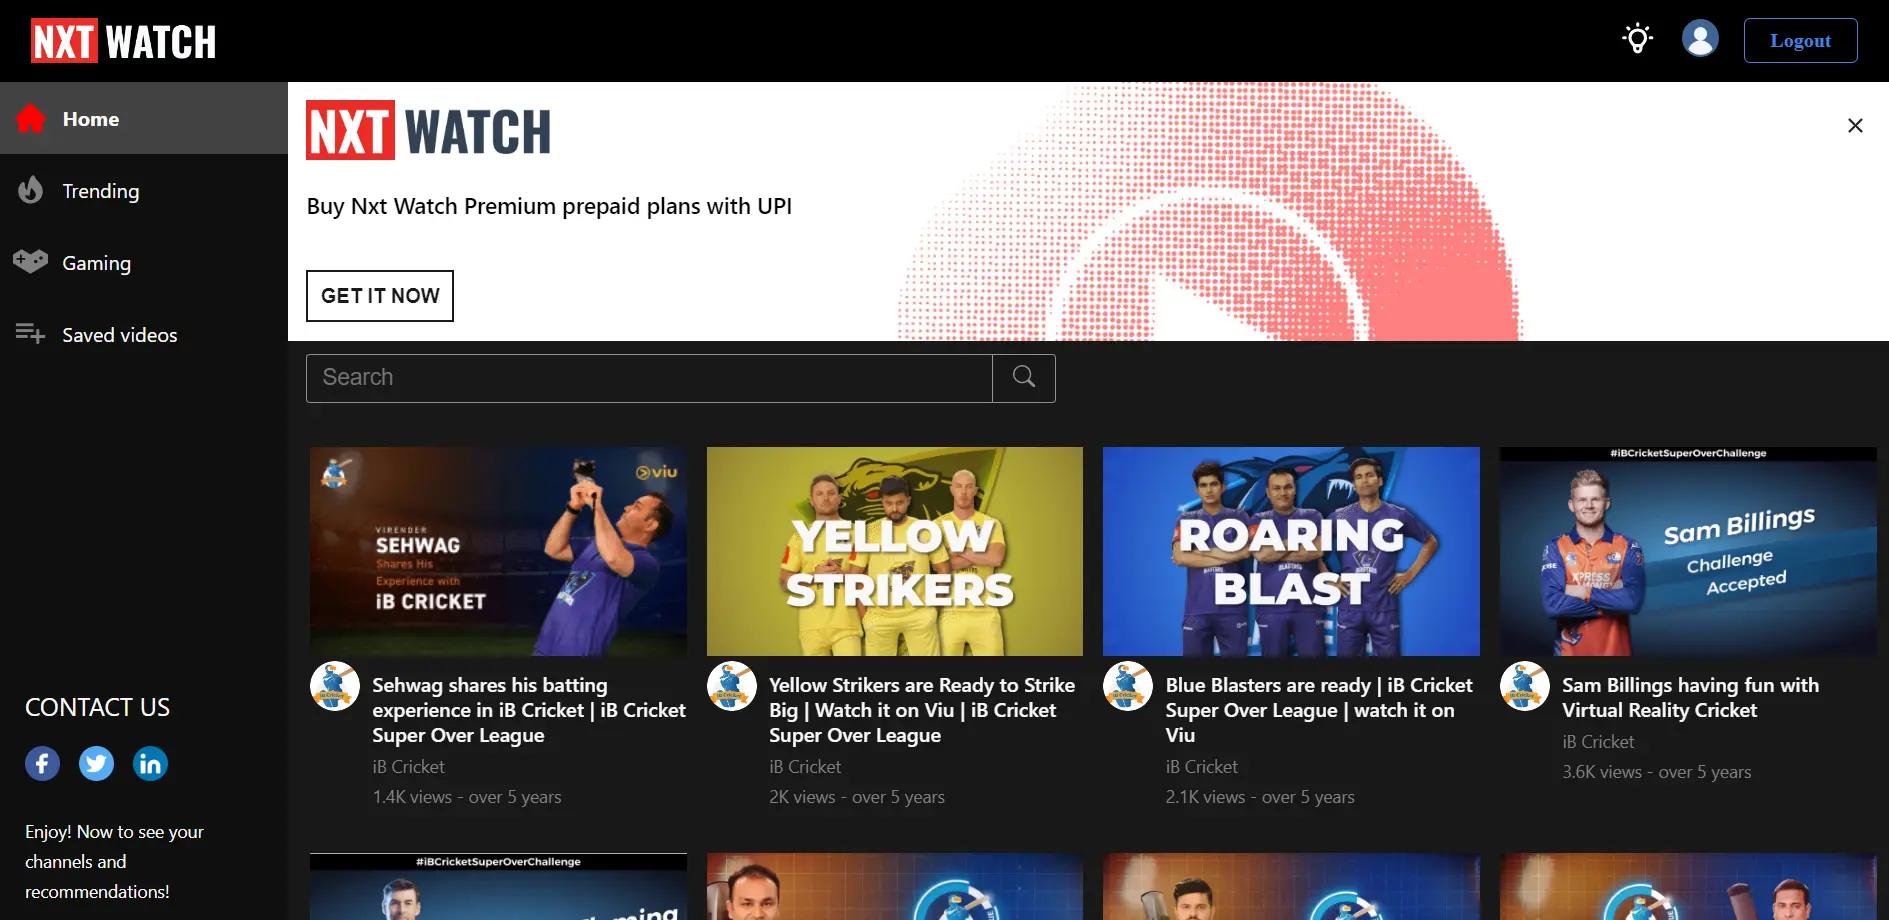 NXT WATCH
Logout
Home
Trending
Gaming
Saved videos
CONTACT US
Enjoy! Now to see your
channels and
recommendations!
NXT WATCH
Buy Nxt Watch Premium prepaid plans with UPI
GET IT NOW
Search
viu
VIRENDER
SEHWAG
Shares His
Experience with
iB CRICKET
Sehwag shares his batting
experience in iB Cricket | iB Cricket
Super Over League
iB Cricket
1.4K views - over 5 years
YELLOW
STRIKERS
Yellow Strikers are Ready to Strike
Big | Watch it on Viu | iB Cricket
Super Over League
iB Cricket
2K views - over 5 years
ROARING
BLAST
Blue Blasters are ready | iB Cricket
Super Over League | watch it on
Viu
iB Cricket
2.1K views - over 5 years
#iBCricketSuperOverChallenge
Sam Billings
Challenge
Accepted
Sam Billings having fun with
Virtual Reality Cricket
iB Cricket
3.6K views - over 5 years
#iBCricketSuperOverChallenge